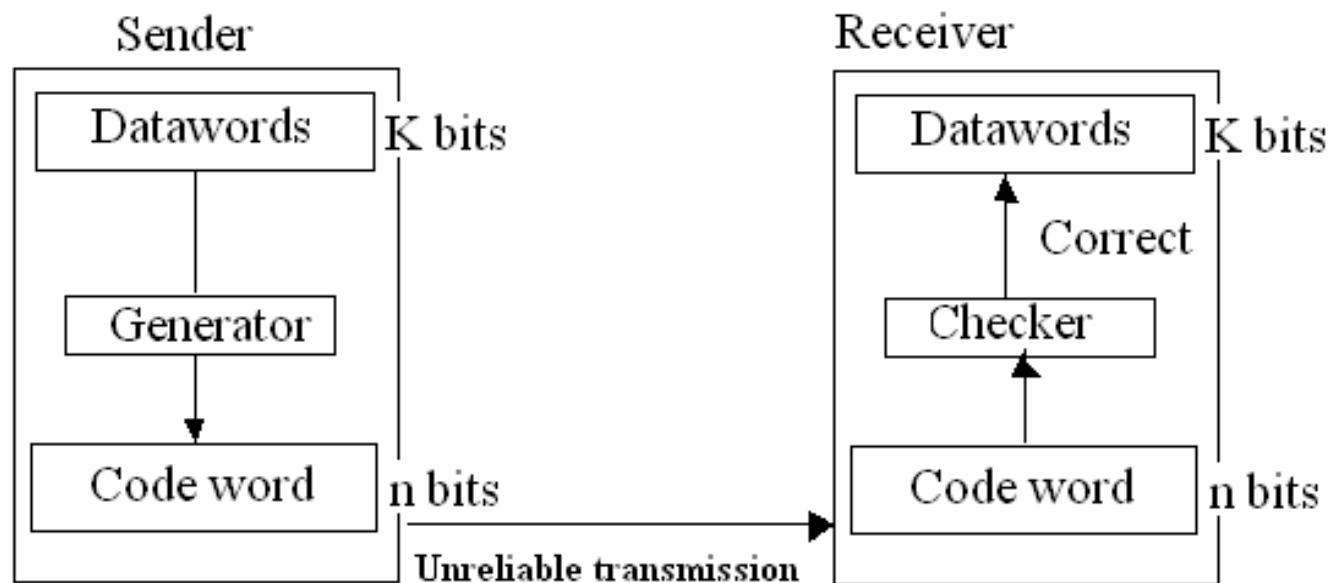 Sender
Datawords
K bits
Generator
Code word
n bits
Unreliable transmission
Receiver
Datawords
K bits
Correct
Checker
Code word
n bits